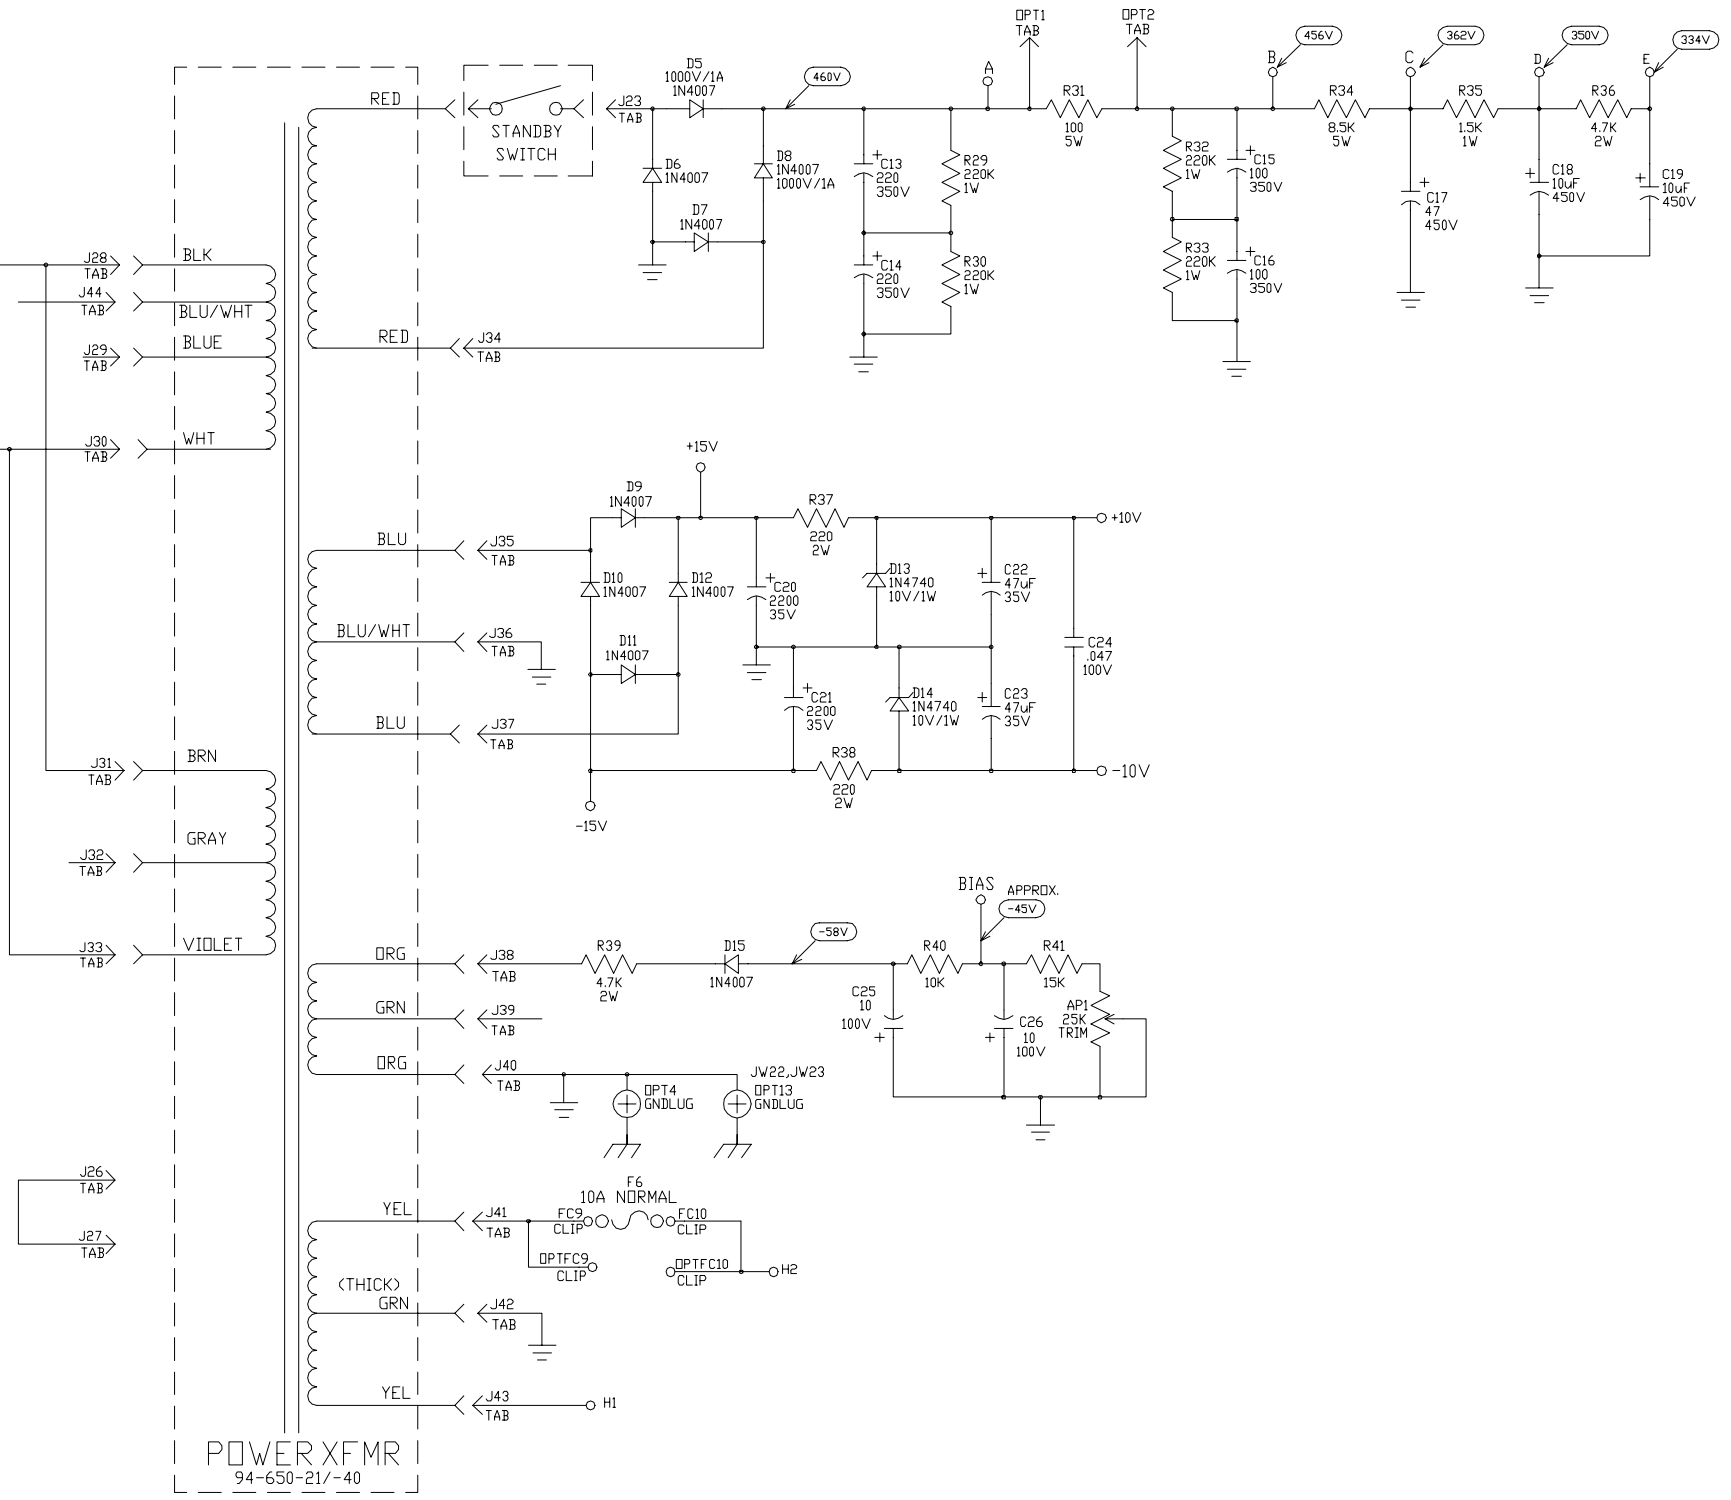 OPT1
TAB
OPT2
TAB
456V
362V
350V
334V
A
B
C
D
E
RED
STANDBY
SWITCH
J23
TAB
D5
1000V/1A
1N4007
460V
D6
1N4007
D7
1N4007
D8
1N4007
1000V/1A
C13
220
350V
R29
220K
1W
C14
220
350V
R30
220K
1W
R31
100
5W
R32
220K
1W
C15
100
350V
R33
220K
1W
C16
100
350V
R34
8.5K
5W
C17
47
450V
R35
1.5K
1W
C18
10uF
450V
R36
4.7K
2W
C19
10uF
450V
RED
J34
TAB
J28
TAB
BLK
J44
TAB
BLU/WHT
J29
TAB
BLUE
J30
TAB
WHT
+15V
D9
1N4007
R37
220
2W
+10V
BLU
J35
TAB
D10
1N4007
D12
1N4007
C20
2200
35V
D13
1N4740
10V/1W
C22
47uF
35V
BLU/WHT
J36
TAB
D11
1N4007
C24
.047
100V
C21
2200
35V
D14
1N4740
10V/1W
C23
47uF
35V
BLU
J37
TAB
R38
220
2W
-10V
-15V
J31
TAB
BRN
J32
TAB
GRAY
J33
TAB
VIOLET
BIAS
APPROX.
-45V
-58V
ORG
J38
TAB
R39
4.7K
2W
D15
1N4007
R40
10K
R41
15K
C25
10
100V
C26
10
100V
AP1
25K
TRIM
GRN
J39
TAB
ORG
J40
TAB
JW22,JW23
OPT4
GNDLUG
OPT13
GNDLUG
J26
TAB
J27
TAB
F6
10A NORMAL
YEL
J41
TAB
FC9
CLIP
FC10
CLIP
OPTFC9
CLIP
OPTFC10
CLIP
H2
(THICK)
GRN
J42
TAB
YEL
J43
TAB
H1
POWER XFMR
94-650-21/-40